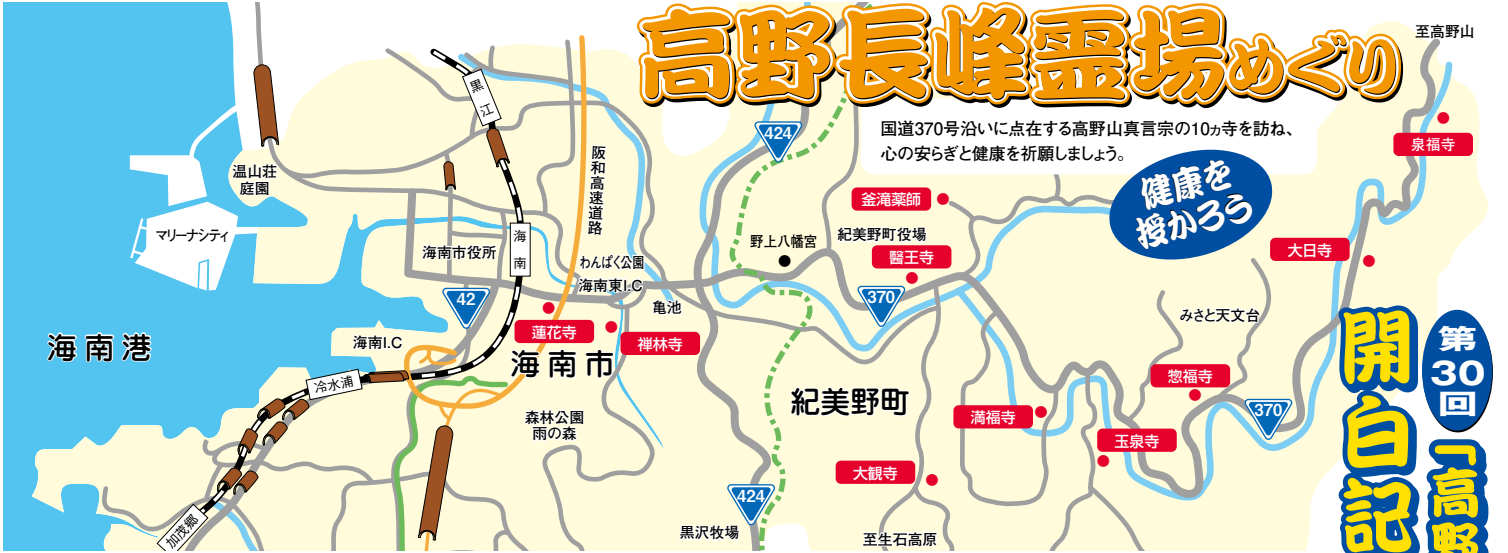 高野長峰霊場めぐり
国道370号沿いに点在する高野山真言宗の10ヵ寺を訪ね、
心の安らぎと健康を祈願しましょう。
健康を
授かろう
第30回
「高野
開白記
至高野山
泉福寺
大日寺
みさと天文台
惣福寺
370
玉泉寺
満福寺
大観寺
至生石高原
紀美野町
釜滝薬師
紀美野町役場
醫王寺
370
野上八幡宮
424
424
黒沢牧場
亀池
阪和高速道路
わんぱく公園
海南東I.C
禅林寺
蓮花寺
海南市
森林公園
雨の森
黒江
海南
海南市役所
42
海南I.C
冷水浦
加茂郷
温山荘
庭園
マリーナシティ
海南港